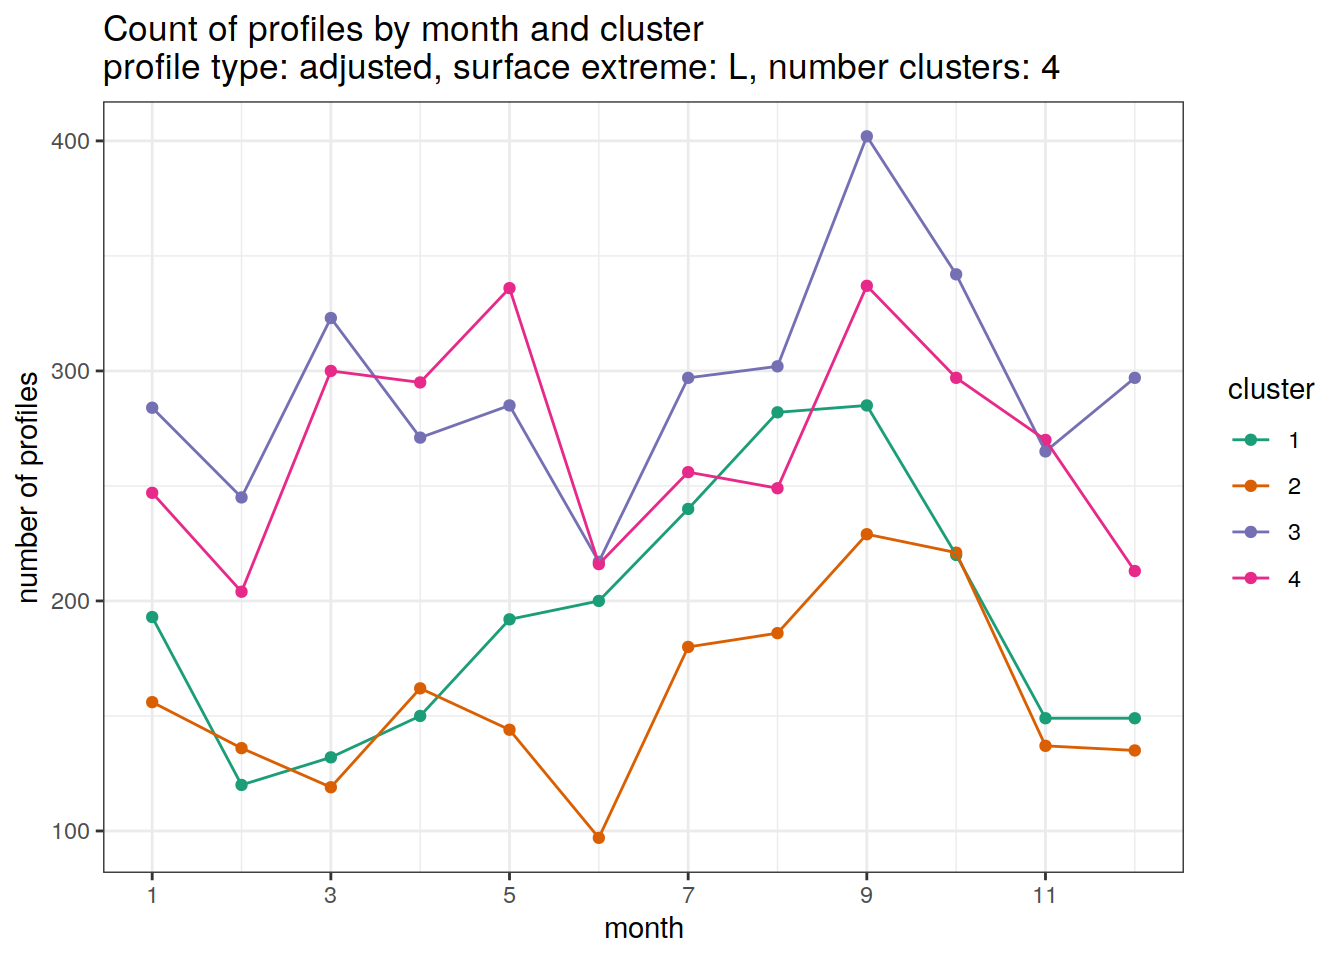 Count of profiles by month and cluster
profile type: adjusted, surface extreme: L, number clusters: 4
400
300
200
100
number of profiles
1 3 5 7 9 11
month
cluster
1
2
3
4